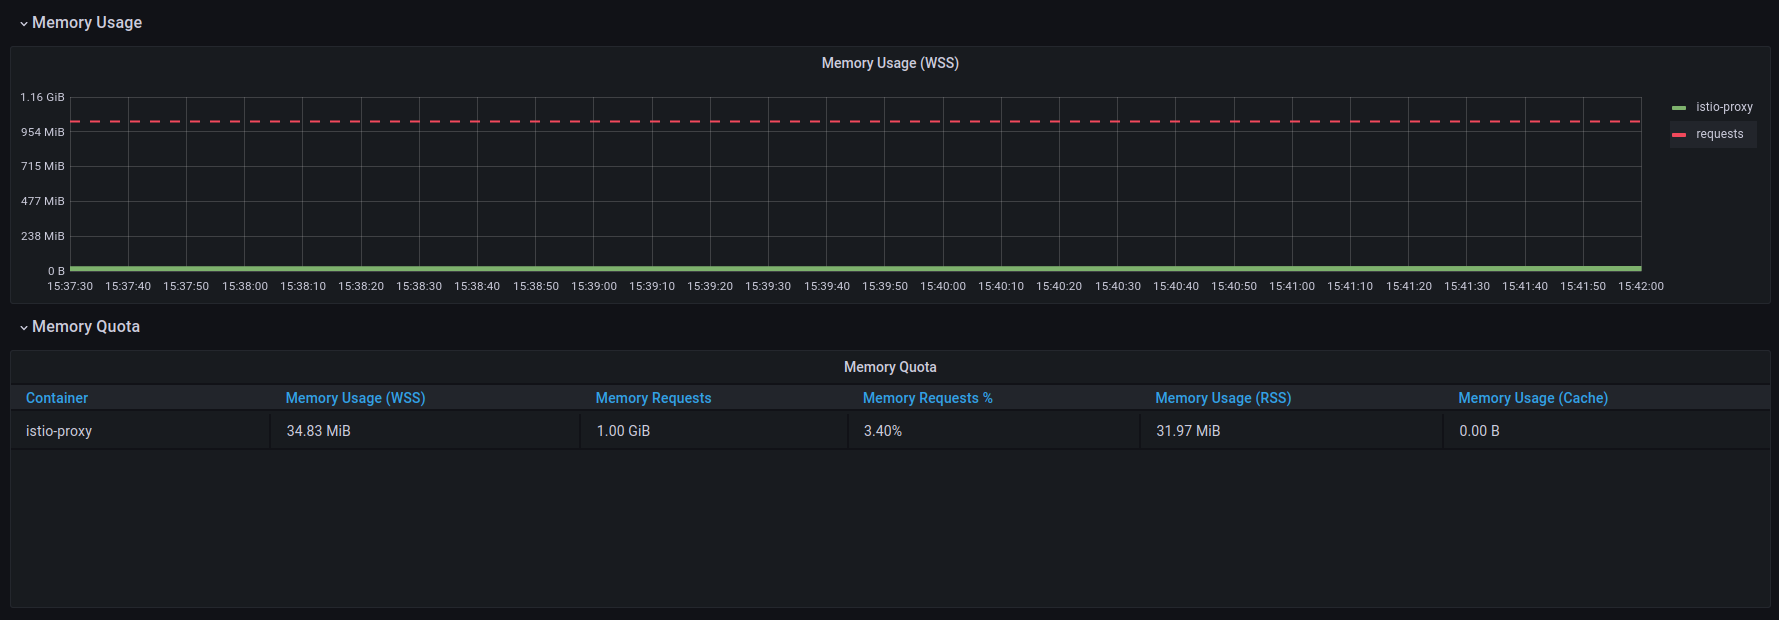 Memory Usage
Memory Usage (WSS)
1.16 GiB
954 MiB
715 MiB
477 MiB
238 MiB
0 B
15:37:30 15:37:40 15:37:50 15:38:00 15:38:10 15:38:20 15:38:30 15:38:40 15:38:50 15:39:00 15:39:10 15:39:20 15:39:30 15:39:40 15:39:50 15:40:00 15:40:10 15:40:20 15:40:30 15:40:40 15:40:50 15:41:00 15:41:10 15:41:20 15:41:30 15:41:40 15:41:50 15:42:00
istio-proxy
requests
Memory Quota
Memory Quota
Container Memory Usage (WSS) Memory Requests Memory Requests % Memory Usage (RSS) Memory Usage (Cache)
istio-proxy 34.83 MiB 1.00 GiB 3.40% 31.97 MiB 0.00 B